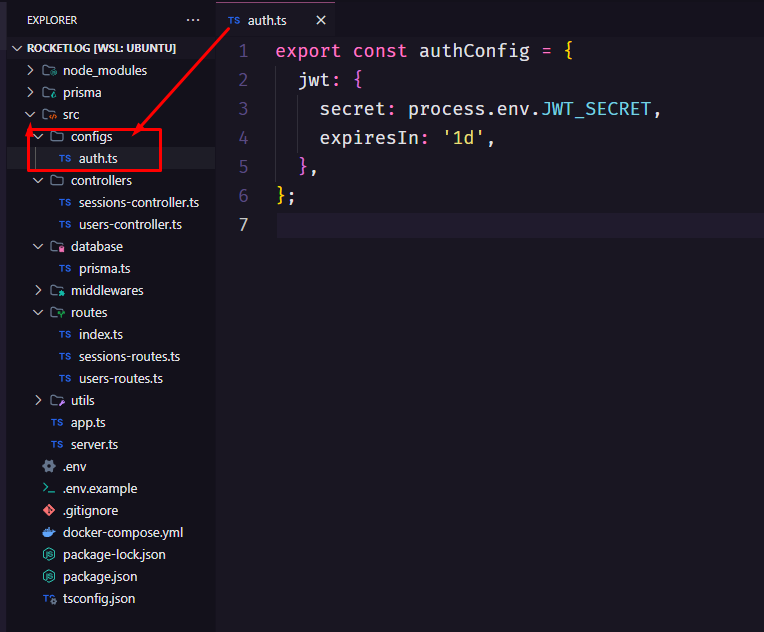 EXPLORER
ROCKETLOG [WSL: UBUNTU]
node_modules
prisma
src
configs
TS auth.ts
controllers
TS sessions-controller.ts
TS users-controller.ts
database
TS prisma.ts
middlewares
routes
TS index.ts
TS sessions-routes.ts
TS users-routes.ts
utils
TS app.ts
TS server.ts
.env
.env.example
.gitignore
docker-compose.yml
package-lock.json
package.json
TS tsconfig.json
TS auth.ts
1 export const authConfig = {
2 jwt: {
3 secret: process.env.JWT_SECRET,
4 expiresIn: '1d',
5 },
6 };
7